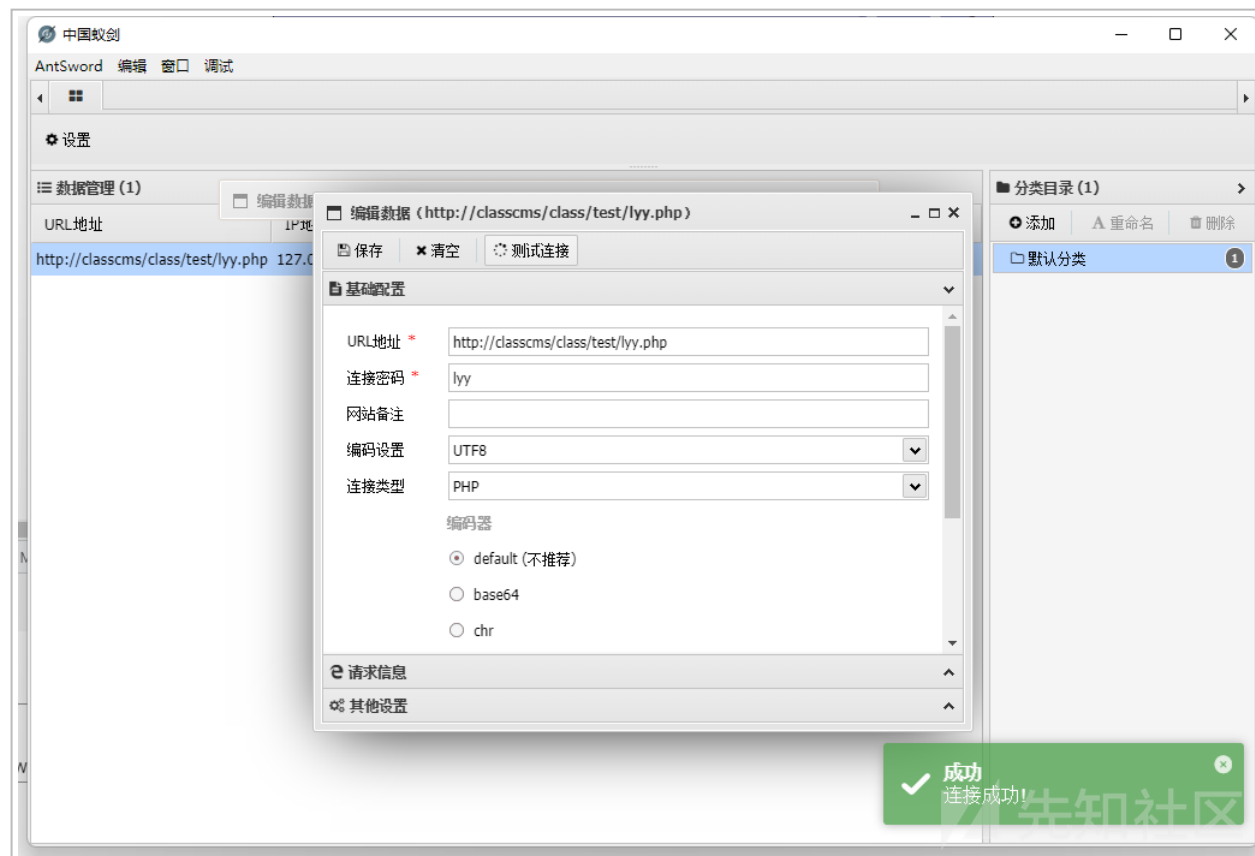 中国蚁剑
AntSword 编辑 窗口 调试
设置
数据管理 (1)
URL地址
http://classcms/class/test/lyy.php 127.0
编辑数据
编辑数据 (http://classcms/class/test/lyy.php)
保存 清空 测试连接
基础配置
URL地址 * http://classcms/class/test/lyy.php
连接密码 * lyy
网站备注
编码设置 UTF8
连接类型 PHP
编码器
default (不推荐)
base64
chr
请求信息
其他设置
分类目录 (1)
添加 重命名 删除
默认分类 1
成功
连接成功!
先知社区